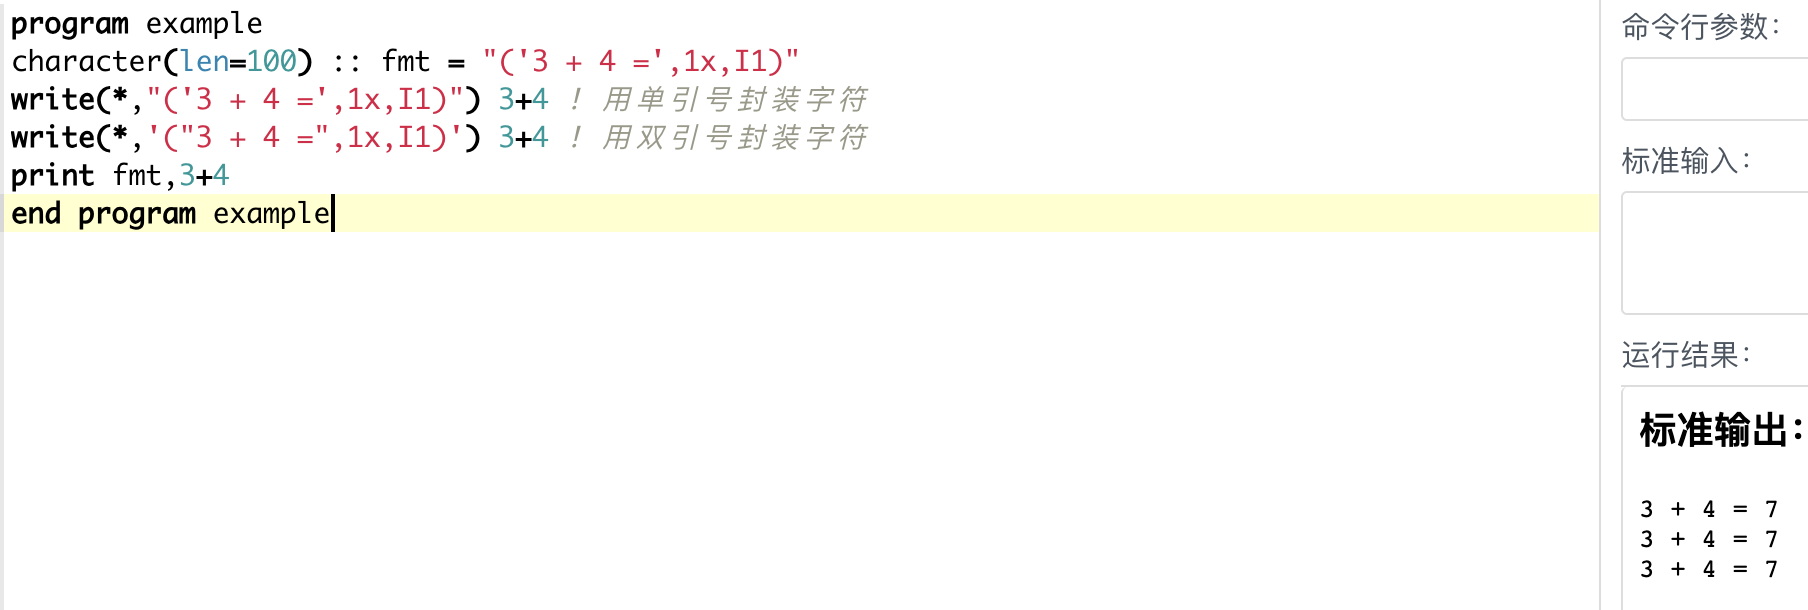 program example
character(len=100) :: fmt = "('3 + 4 =',1x,I1)"
write(*,"('3 + 4 =',1x,I1)") 3+4 ! 用单引号封装字符
write(*,'("3 + 4 =",1x,I1)') 3+4 ! 用双引号封装字符
print fmt,3+4
end program example
命令行参数：
标准输入：
运行结果：
标准输出：
3 + 4 = 7
3 + 4 = 7
3 + 4 = 7